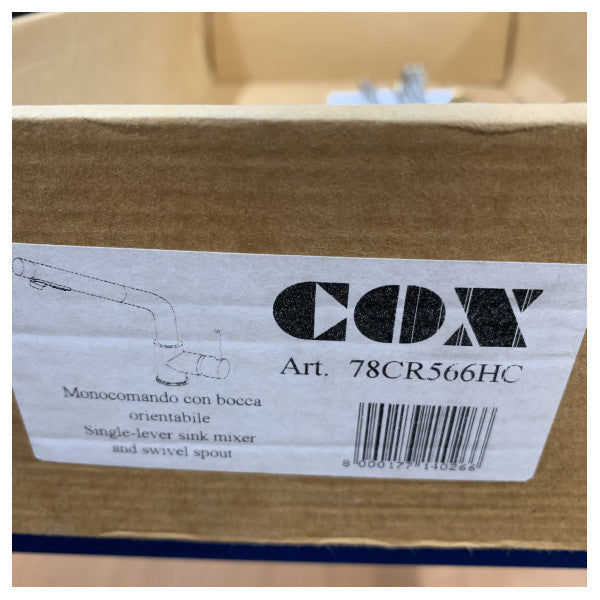 COX
Art. 78CR566HC
Monocomando con bocca
orientabile
Single-lever sink mixer
and swivel spout
8 000177 140266